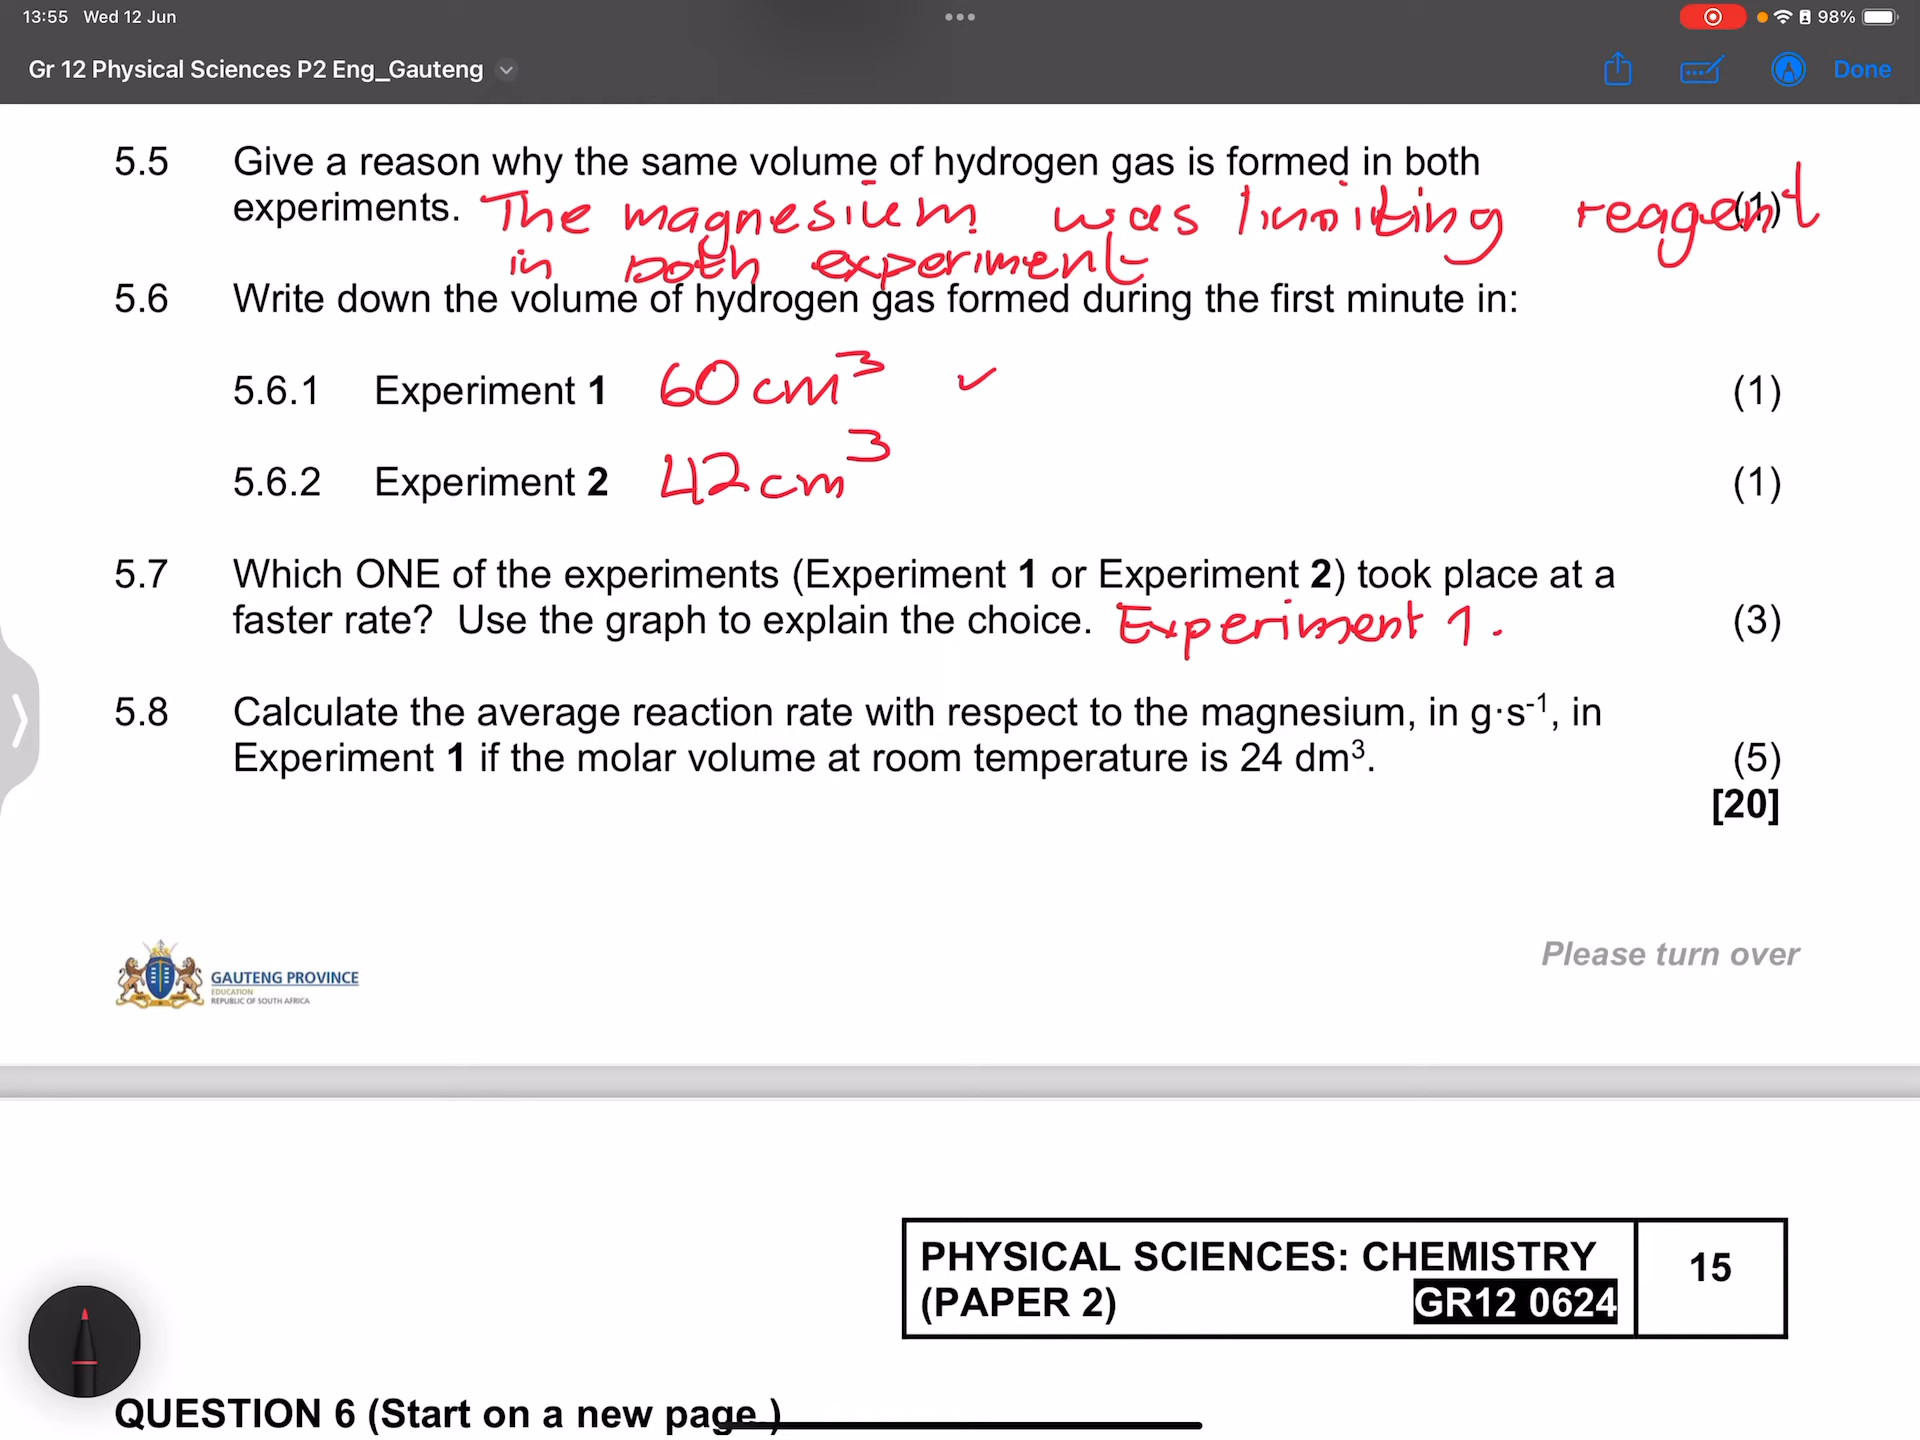 13:55 Wed 12 Jun
98%
Gr 12 Physical Sciences P2 Eng_Gauteng
Done
5.5 Give a reason why the same volume of hydrogen gas is formed in both
experiments. The magnesium was limiting reagent (1)
in both experiment
5.6 Write down the volume of hydrogen gas formed during the first minute in:
5.6.1 Experiment 1 60cm³ ✓ (1)
5.6.2 Experiment 2 42cm³ (1)
5.7 Which ONE of the experiments (Experiment 1 or Experiment 2) took place at a
faster rate? Use the graph to explain the choice. Experiment 1. (3)
5.8 Calculate the average reaction rate with respect to the magnesium, in g·s⁻¹, in
Experiment 1 if the molar volume at room temperature is 24 dm³. (5)
[20]
Please turn over
GAUTENG PROVINCE
EDUCATION
REPUBLIC OF SOUTH AFRICA
PHYSICAL SCIENCES: CHEMISTRY 15
(PAPER 2) GR12 0624
QUESTION 6 (Start on a new page.)